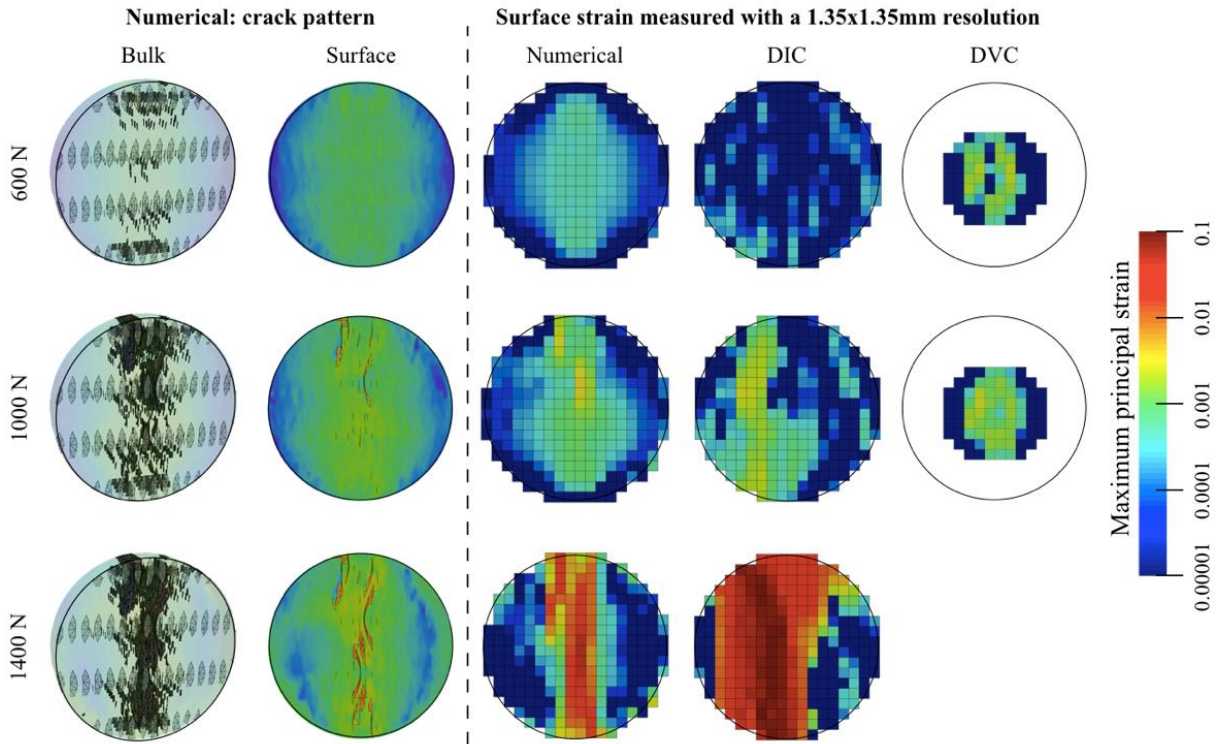 Numerical: crack pattern
Surface strain measured with a 1.35x1.35mm resolution
Bulk
Surface
Numerical
DIC
DVC
600 N
1000 N
1400 N
Maximum principal strain
0.1
0.01
0.001
0.0001
0.00001